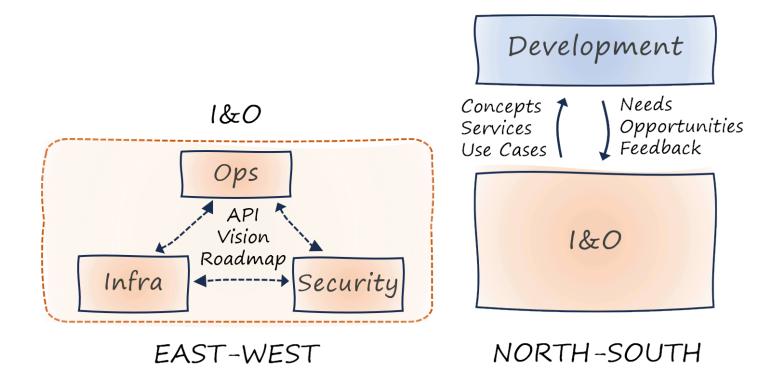 I&O
Ops
API
Vision
Roadmap
Infra
Security
EAST-WEST
Development
Concepts
Services
Use Cases
Needs
Opportunities
Feedback
I&O
NORTH-SOUTH